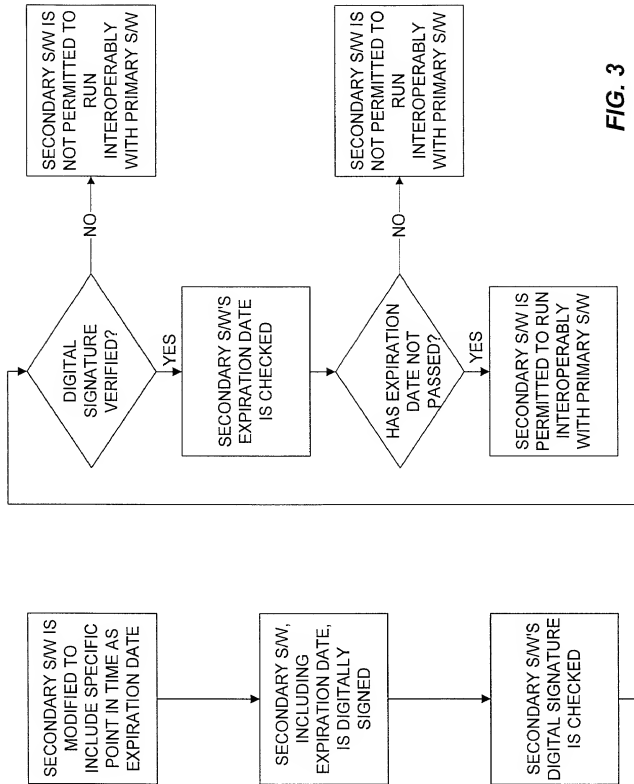 SECONDARY S/W IS
MODIFIED TO
INCLUDE SPECIFIC
POINT IN TIME AS
EXPIRATION DATE
SECONDARY S/W,
INCLUDING
EXPIRATION DATE,
IS DIGITALLY
SIGNED
SECONDARY S/W'S
DIGITAL SIGNATURE
IS CHECKED
DIGITAL
SIGNATURE
VERIFIED?
NO
SECONDARY S/W IS
NOT PERMITTED TO
RUN
INTEROPERABLY
WITH PRIMARY S/W
YES
SECONDARY S/W'S
EXPIRATION DATE
IS CHECKED
HAS EXPIRATION
DATE NOT
PASSED?
NO
SECONDARY S/W IS
NOT PERMITTED TO
RUN
INTEROPERABLY
WITH PRIMARY S/W
YES
SECONDARY S/W IS
PERMITTED TO RUN
INTEROPERABLY
WITH PRIMARY S/W
FIG. 3